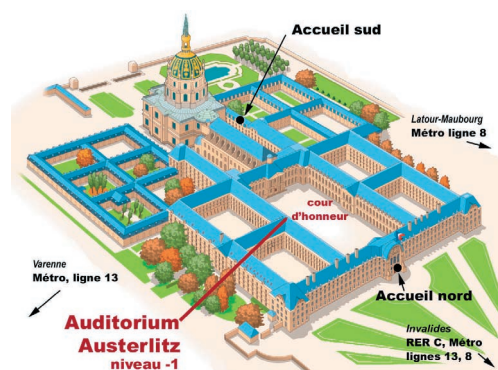 Accueil sud
Latour-Maubourg
Métro ligne 8
cour
d'honneur
Varenne
Métro, ligne 13
Accueil nord
Auditorium
Austerlitz
niveau -1
Invalides
RER C, Métro
lignes 13, 8